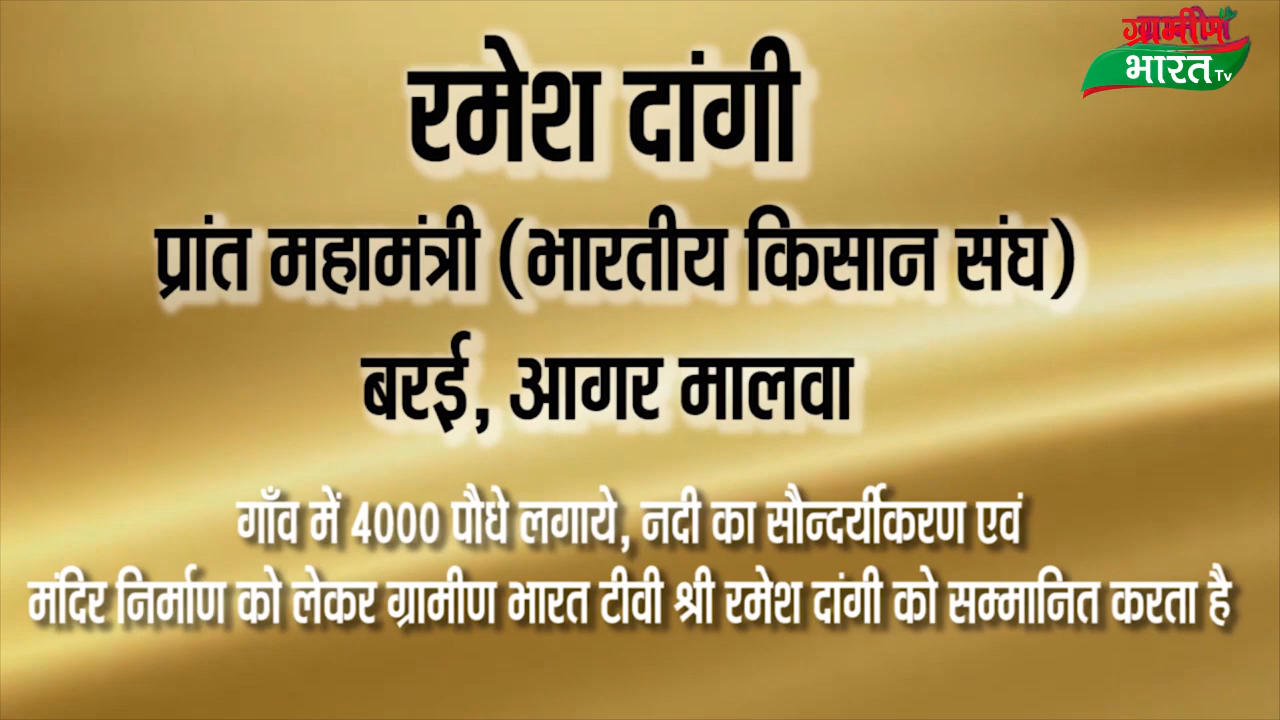 ग्रामीण
भारत Tv
रमेश दांगी
प्रांत महामंत्री (भारतीय किसान संघ)
बरई, आगर मालवा
गाँव में 4000 पौधे लगाये, नदी का सौन्दर्यीकरण एवं
मंदिर निर्माण को लेकर ग्रामीण भारत टीवी श्री रमेश दांगी को सम्मानित करता है